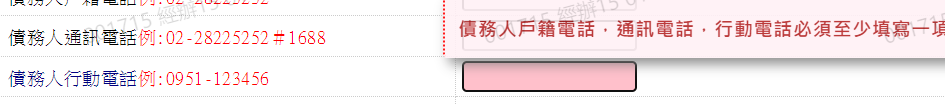 債務人戶籍電話例:02-28225252
債務人戶籍電話，通訊電話，行動電話必須至少填寫一項
債務人通訊電話例:02-28225252＃1688
債務人行動電話例:0951-123456